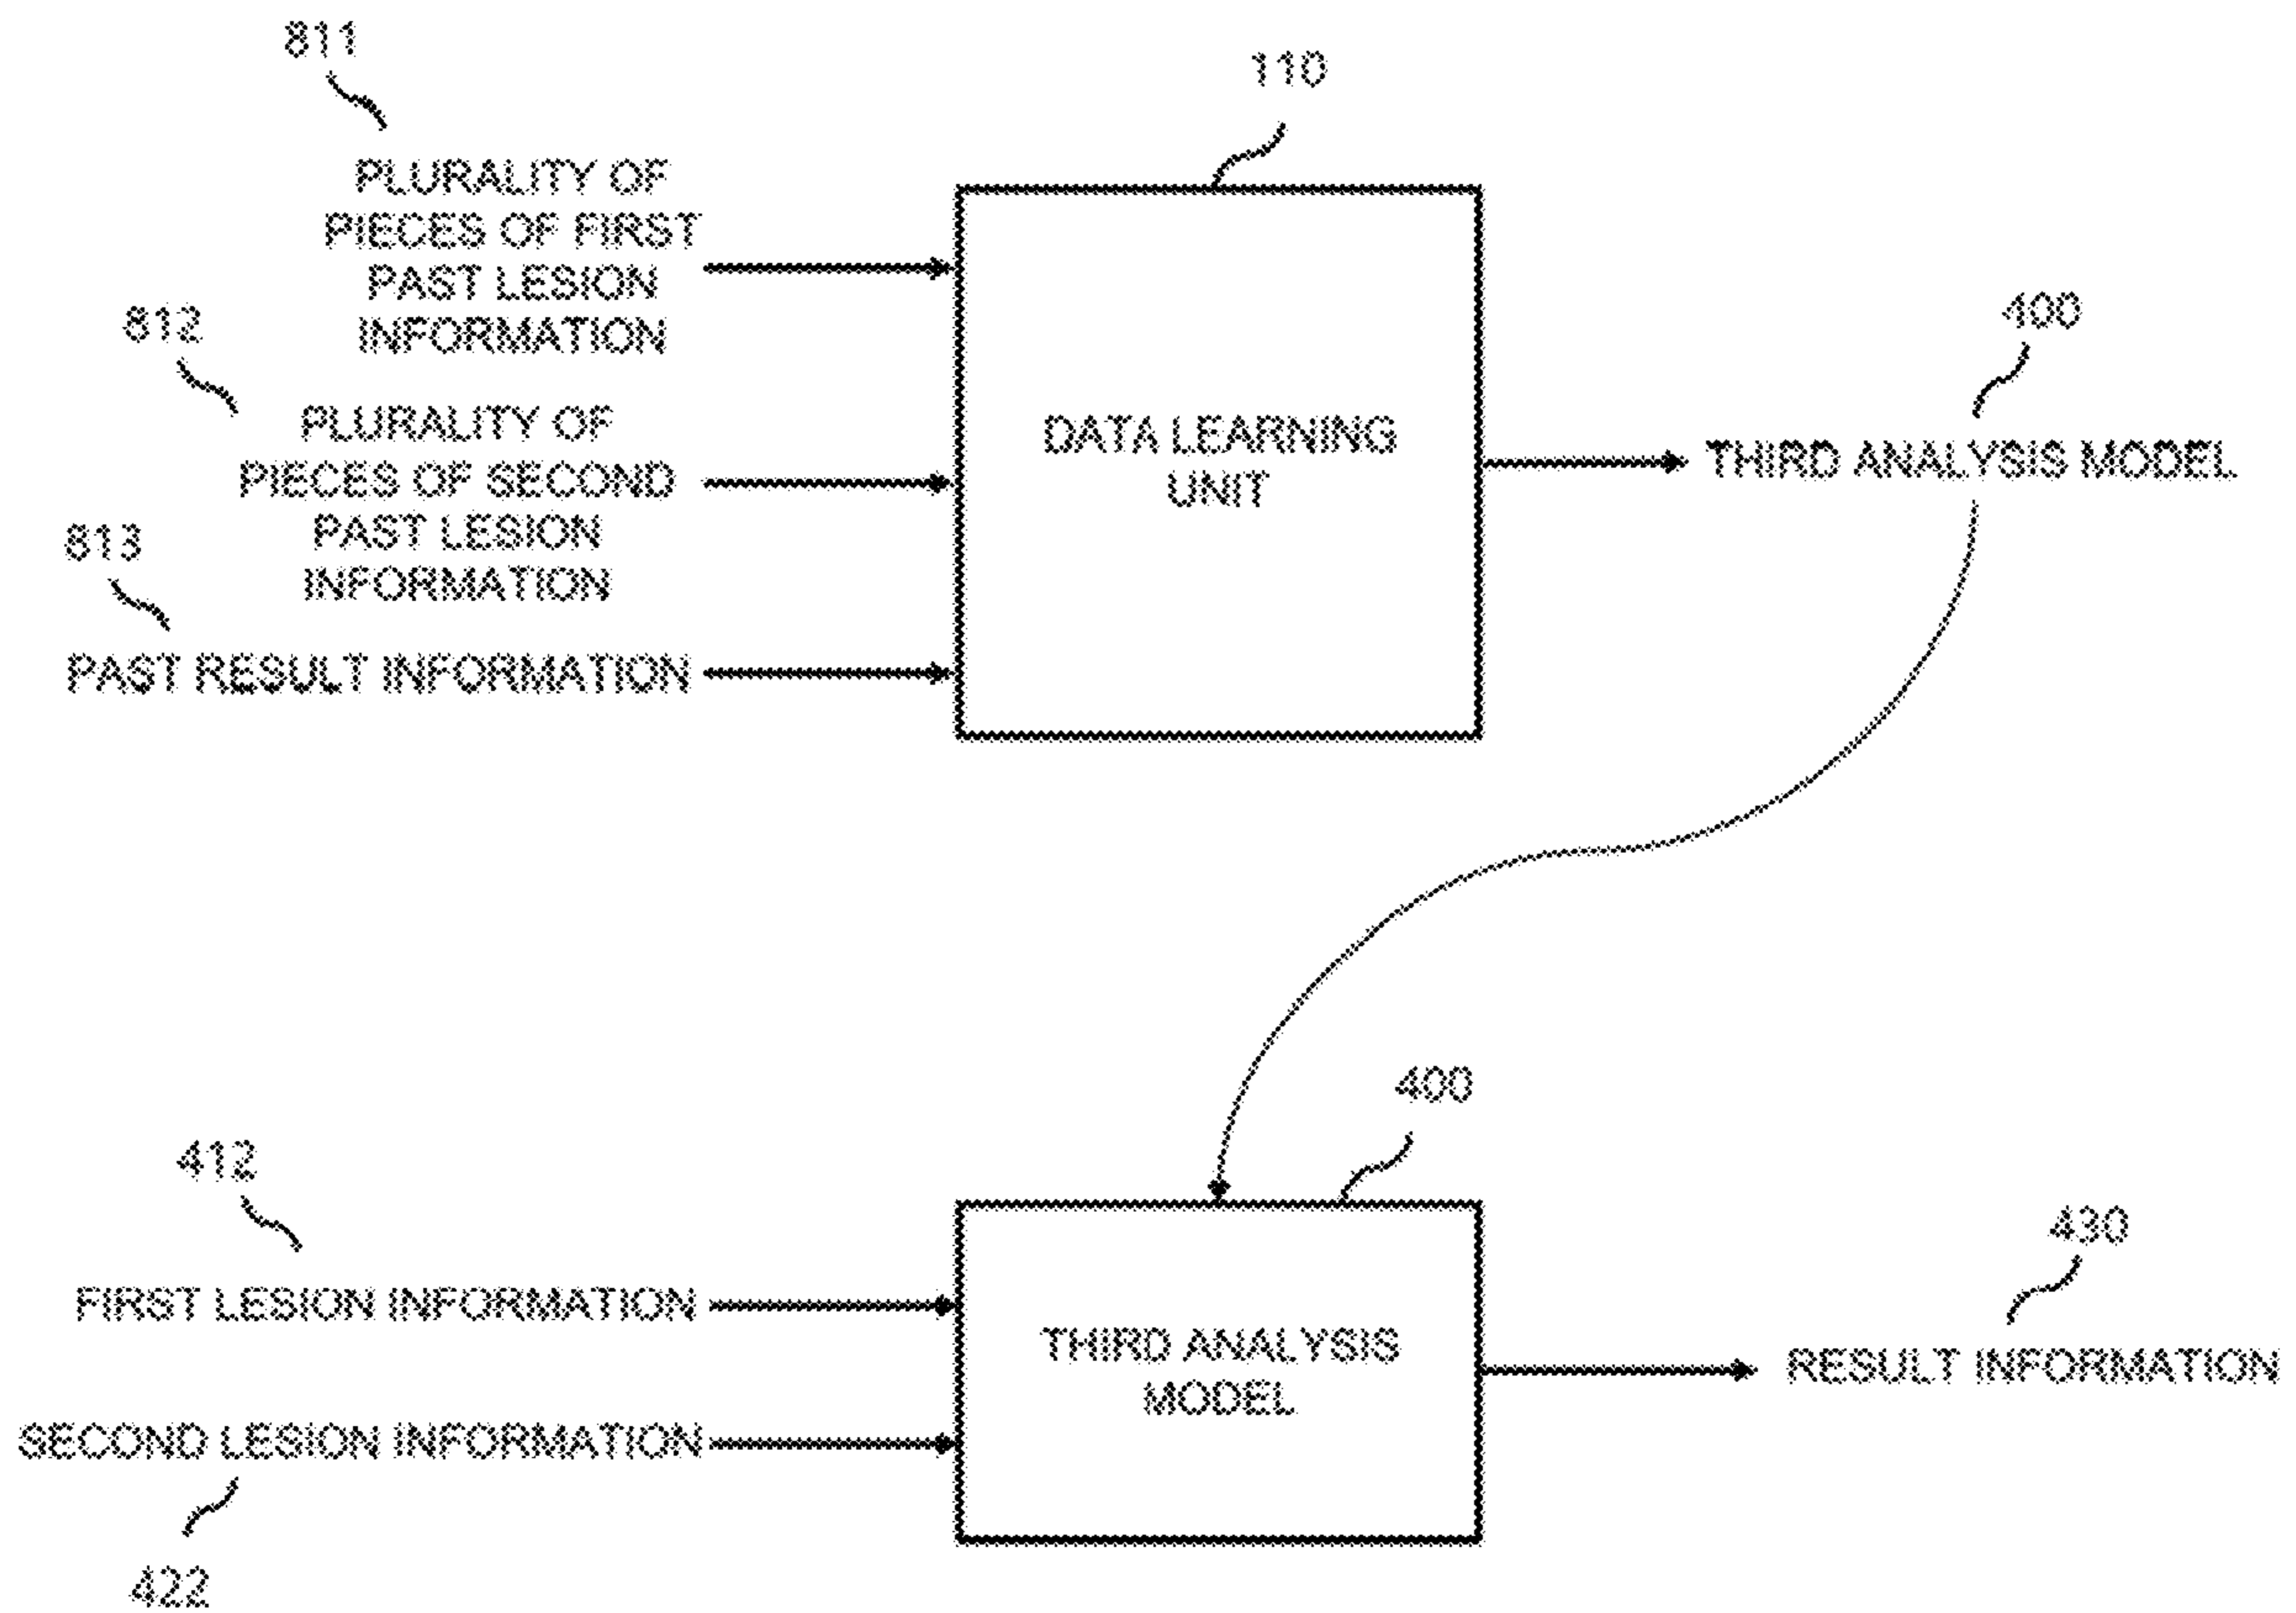 811
PLURALITY OF
PIECES OF FIRST
PAST LESION
INFORMATION
812
PLURALITY OF
PIECES OF SECOND
PAST LESION
INFORMATION
813
PAST RESULT INFORMATION
110
DATA LEARNING
UNIT
400
THIRD ANALYSIS MODEL
412
FIRST LESION INFORMATION
SECOND LESION INFORMATION
422
400
THIRD ANALYSIS
MODEL
430
RESULT INFORMATION